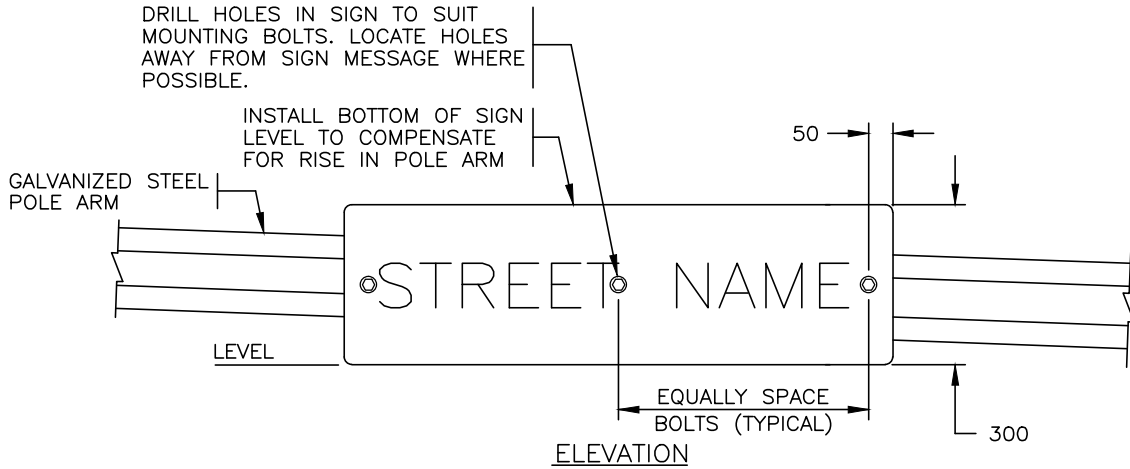 DRILL HOLES IN SIGN TO SUIT
MOUNTING BOLTS. LOCATE HOLES
AWAY FROM SIGN MESSAGE WHERE
POSSIBLE.
INSTALL BOTTOM OF SIGN
LEVEL TO COMPENSATE
FOR RISE IN POLE ARM
50
GALVANIZED STEEL
POLE ARM
STREET NAME
LEVEL
EQUALLY SPACE
BOLTS (TYPICAL)
300
ELEVATION